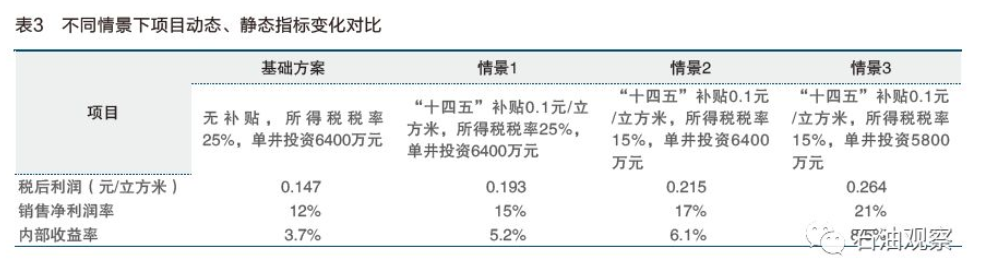 表3 不同情景下项目动态、静态指标变化对比
项目 基础方案 情景1 情景2 情景3
无补贴，所得税税率25%，单井投资6400万元 “十四五”补贴0.1元/立方米，所得税税率25%，单井投资6400万元 “十四五”补贴0.1元/立方米，所得税税率15%，单井投资6400万元 “十四五”补贴0.1元/立方米，所得税税率15%，单井投资5800万元
税后利润（元/立方米） 0.147 0.193 0.215 0.264
销售净利润率 12% 15% 17% 21%
内部收益率 3.7% 5.2% 6.1%
石油观察